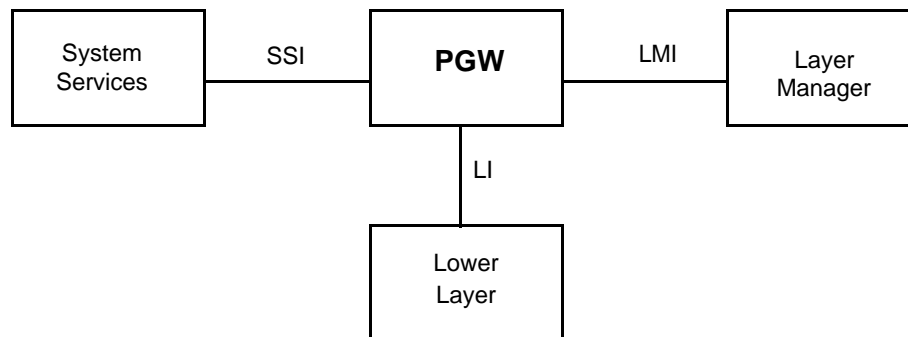 System
Services
SSI
PGW
LMI
Layer
Manager
LI
Lower
Layer